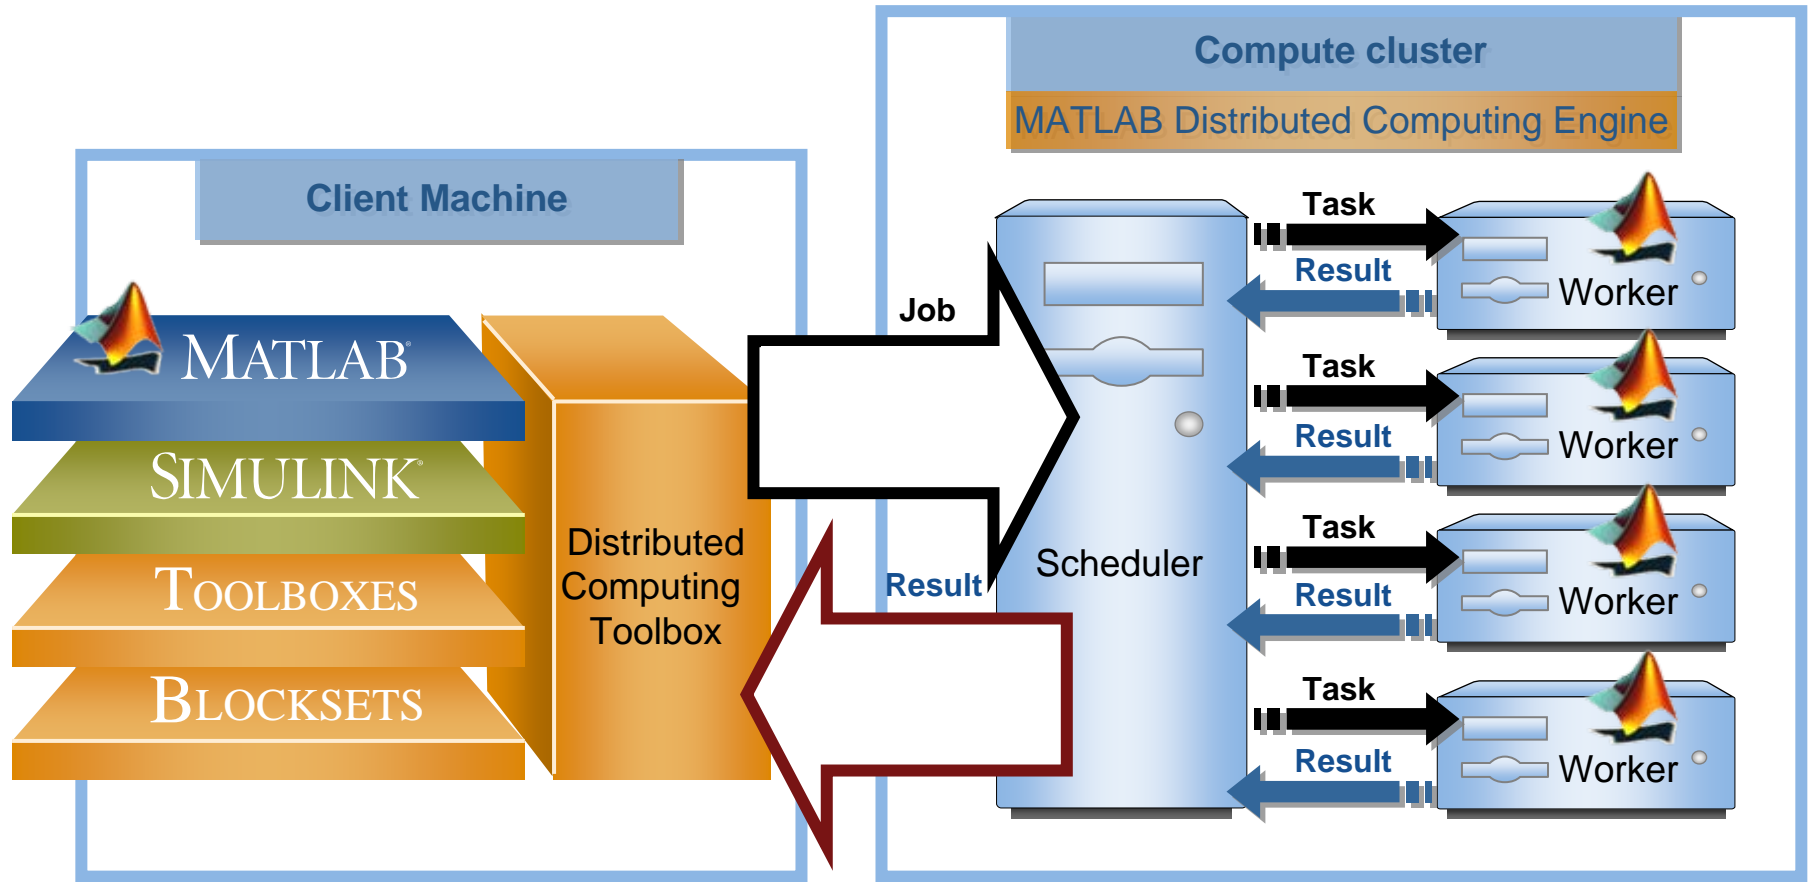 Compute cluster
MATLAB Distributed Computing Engine
Client Machine
MATLAB®
SIMULINK®
TOOLBOXES
BLOCKSETS
Distributed
Computing
Toolbox
Job
Result
Scheduler
Task
Result
Worker
Task
Result
Worker
Task
Result
Worker
Task
Result
Worker